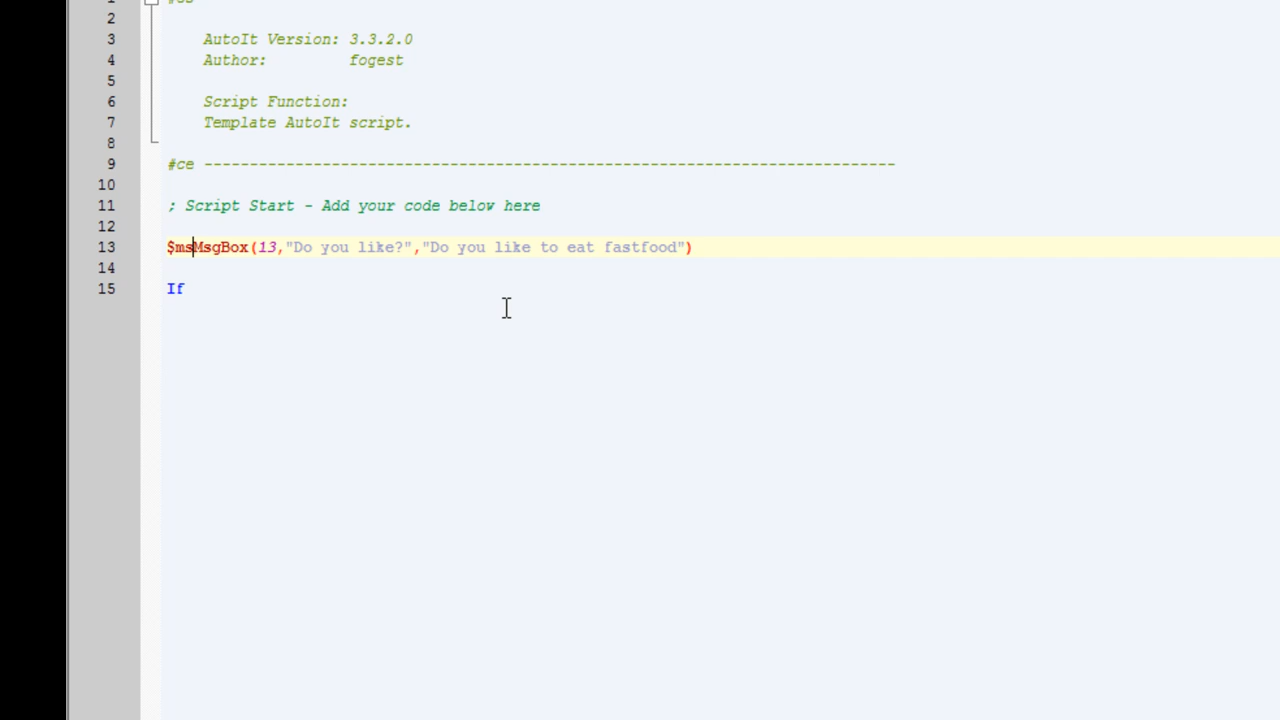 1
2
3 AutoIt Version: 3.3.2.0
4 Author: fogest
5
6 Script Function:
7 Template AutoIt script.
8
9 #ce ----------------------------------------------------------------------------
10
11 ; Script Start - Add your code below here
12
13 $msMsgBox(13,"Do you like?","Do you like to eat fastfood")
14
15 If